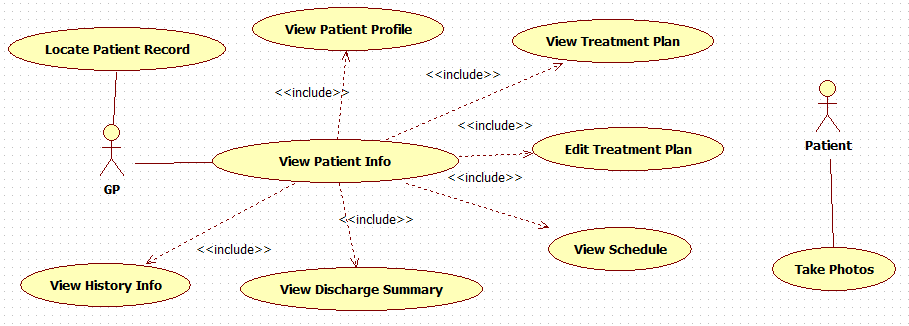 View Patient Profile
Locate Patient Record
View Treatment Plan
<<include>>
<<include>>
<<include>>
Patient
Edit Treatment Plan
View Patient Info
GP
<<include>>
<<include>>
<<include>>
View Schedule
Take Photos
View History Info
View Discharge Summary